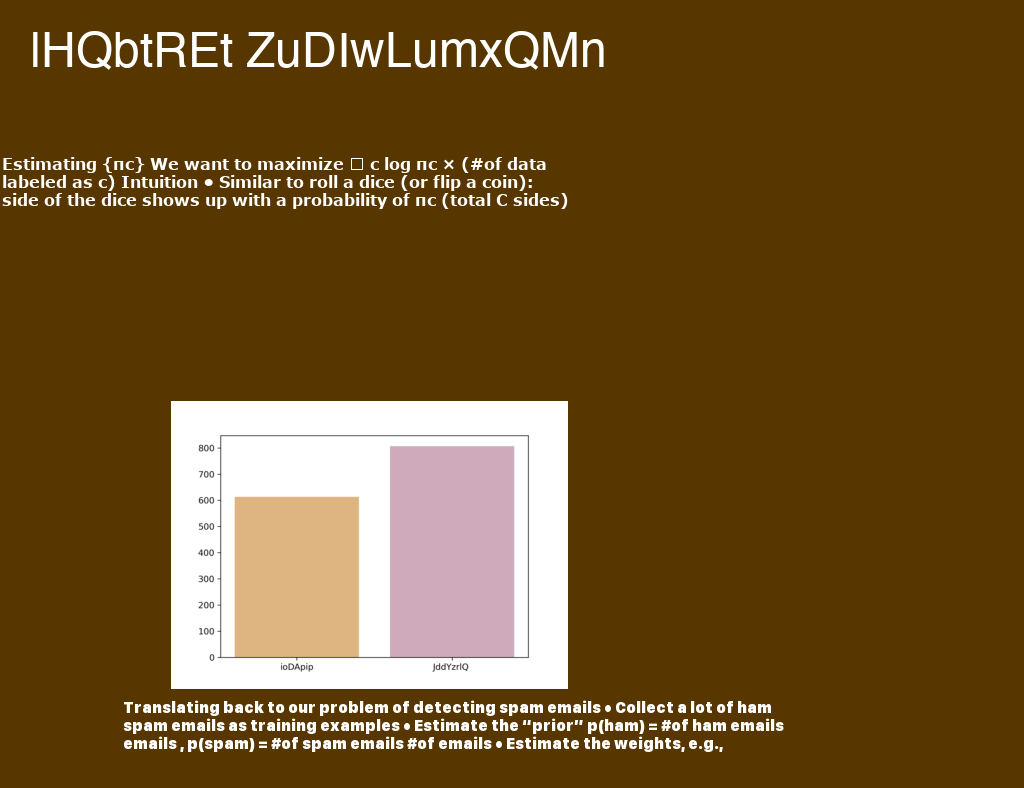 lHQbtREt ZuDIwLumxQMn
Estimating {πc} We want to maximize □ c log πc × (#of data
labeled as c) Intuition • Similar to roll a dice (or flip a coin):
side of the dice shows up with a probability of πc (total C sides)
800
700
600
500
400
300
200
100
0
ioDApip JddYzrlQ
Translating back to our problem of detecting spam emails • Collect a lot of ham
spam emails as training examples • Estimate the “prior” p(ham) = #of ham emails
emails , p(spam) = #of spam emails #of emails • Estimate the weights, e.g.,